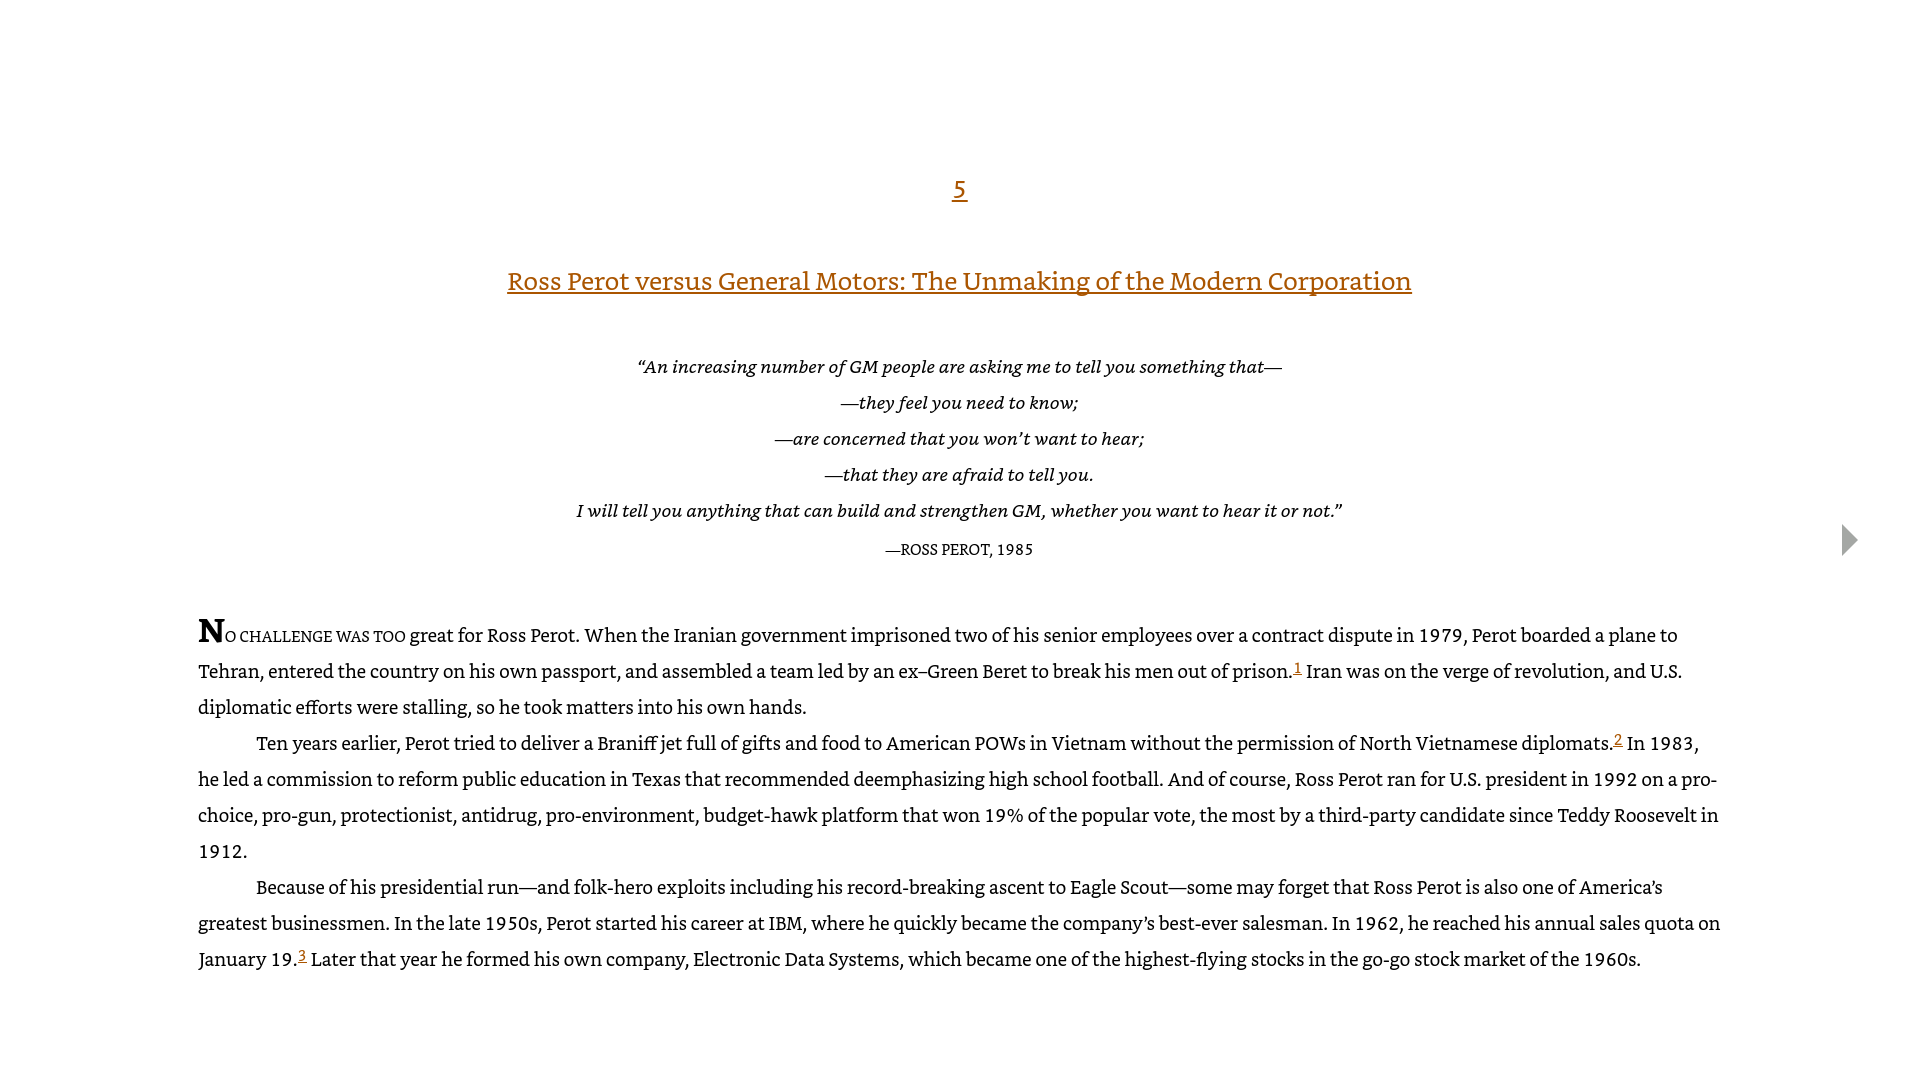 5
Ross Perot versus General Motors: The Unmaking of the Modern Corporation
“An increasing number of GM people are asking me to tell you something that—
—they feel you need to know;
—are concerned that you won’t want to hear;
—that they are afraid to tell you.
I will tell you anything that can build and strengthen GM, whether you want to hear it or not.”
—ROSS PEROT, 1985
NO CHALLENGE WAS TOO great for Ross Perot. When the Iranian government imprisoned two of his senior employees over a contract dispute in 1979, Perot boarded a plane to
Tehran, entered the country on his own passport, and assembled a team led by an ex–Green Beret to break his men out of prison.1 Iran was on the verge of revolution, and U.S.
diplomatic efforts were stalling, so he took matters into his own hands.
Ten years earlier, Perot tried to deliver a Braniff jet full of gifts and food to American POWs in Vietnam without the permission of North Vietnamese diplomats.2 In 1983,
he led a commission to reform public education in Texas that recommended deemphasizing high school football. And of course, Ross Perot ran for U.S. president in 1992 on a pro-
choice, pro-gun, protectionist, antidrug, pro-environment, budget-hawk platform that won 19% of the popular vote, the most by a third-party candidate since Teddy Roosevelt in
1912.
Because of his presidential run—and folk-hero exploits including his record-breaking ascent to Eagle Scout—some may forget that Ross Perot is also one of America’s
greatest businessmen. In the late 1950s, Perot started his career at IBM, where he quickly became the company’s best-ever salesman. In 1962, he reached his annual sales quota on
January 19.3 Later that year he formed his own company, Electronic Data Systems, which became one of the highest-flying stocks in the go-go stock market of the 1960s.